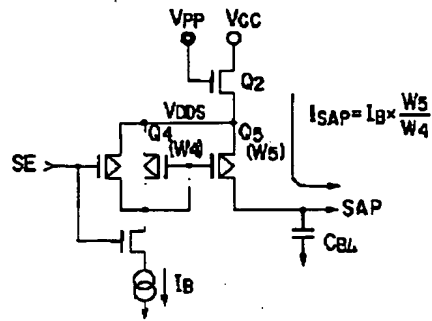 VPP VCC
Q2
VDDS
Q4 Q5
(W4) (W5)
SE
ISAP=IB×W5/W4
SAP
CBL
IB